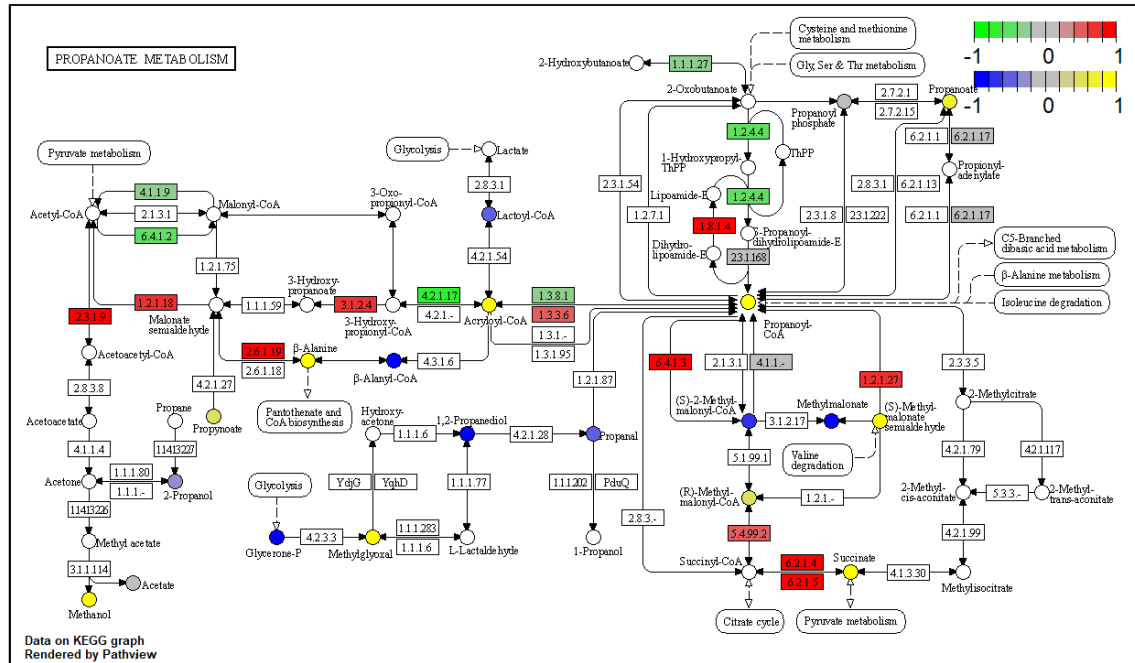 PROPANOATE METABOLISM
Cysteine and methionine
metabolism
Gly, Ser & Thr metabolism
2-Hydroxybutanoate
1.1.1.27
2-Oxobutanoate
-1
0
1
-1
0
1
Propanoyl
phosphate
2.7.2.1
2.7.2.15
Propanoate
6.2.1.1
6.2.1.17
Propionyl-
adenylate
6.2.1.1
6.2.1.17
2.8.3.1
6.2.1.13
2.3.1.8
2.3.1.222
1.2.4.4
1-Hydroxypropyl-
ThPP
ThPP
Lipoamide-E
1.2.4.4
1.8.1.4
S-Propanoyl-
dihydrolipoamide-E
Dihydro-
lipoamide-E
2.3.1.168
2.3.1.54
1.2.7.1
C5-Branched
dibasic acid metabolism
β-Alanine metabolism
Isoleucine degradation
Propanoyl-CoA
Pyruvate metabolism
Acetyl-CoA
4.1.1.9
2.1.3.1
6.4.1.2
Malonyl-CoA
3-Oxo-
propionyl-CoA
Glycolysis
Lactate
2.8.3.1
Lactoyl-CoA
4.2.1.54
1.2.1.75
3-Hydroxy-
propanoate
1.2.1.18
Malonate
semialdehyde
1.1.1.59
3.1.2.4
3-Hydroxy-
propionyl-CoA
4.2.1.17
4.2.1.-
Acryloyl-CoA
1.3.8.1
1.3.3.6
1.3.1.-
1.3.1.95
2.3.1.9
Acetoacetyl-CoA
2.6.1.19
2.6.1.18
β-Alanine
4.3.1.6
β-Alanyl-CoA
Pantothenate and
CoA biosynthesis
4.2.1.27
Propynoate
2.8.3.8
Acetoacetate
Propane
4.1.1.4
1.14.13.227
Acetone
1.1.1.80
1.1.1.-
2-Propanol
1.14.13.226
Methyl acetate
3.1.1.114
Acetate
Methanol
Hydroxy-
acetone
1.1.1.6
1,2-Propanediol
4.2.1.28
Propanal
1.2.1.87
YdjG
YqhD
1.1.1.77
1.1.1.202
PduQ
Glycolysis
Glycerone-P
4.2.3.3
Methylglyoxal
1.1.1.283
1.1.1.6
L-Lactaldehyde
1-Propanol
6.4.1.3
2.1.3.1
4.1.1.-
1.2.1.27
(S)-2-Methyl-
malonyl-CoA
3.1.2.17
Methylmalonate
(S)-Methyl-
malonate
semialdehyde
Valine
degradation
5.1.99.1
(R)-Methyl-
malonyl-CoA
1.2.1.-
5.4.99.2
2.8.3.-
Succinyl-CoA
6.2.1.4
6.2.1.5
Succinate
4.1.3.30
Methylisocitrate
Citrate cycle
Pyruvate metabolism
2.3.3.5
2-Methylcitrate
4.2.1.79
4.2.1.117
2-Methyl-
cis-aconitate
5.3.3.-
2-Methyl-
trans-aconitate
4.2.1.99
Data on KEGG graph
Rendered by Pathview